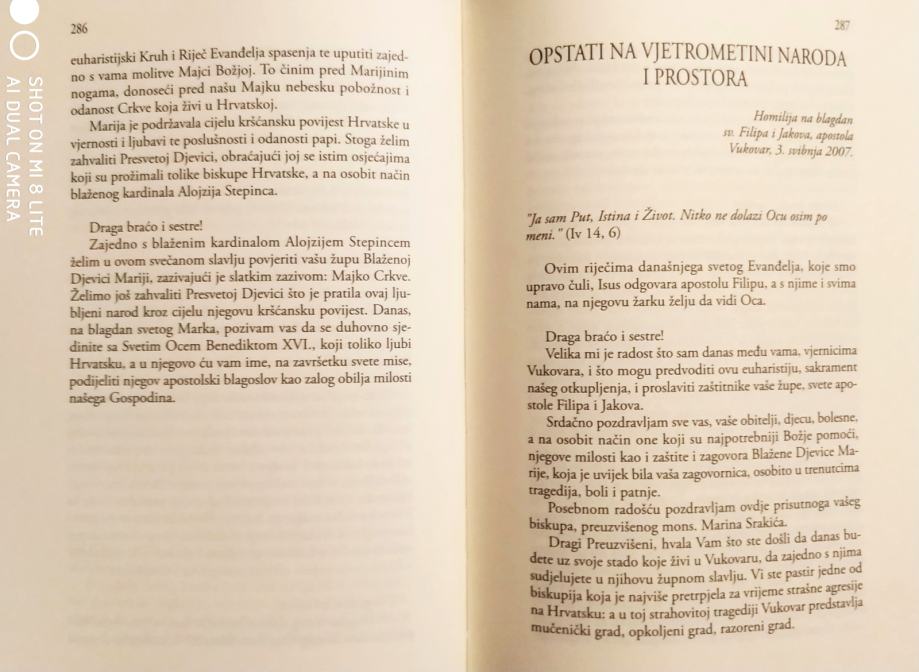 286
euharistijski Kruh i Riječ Evanđelja spasenja te uputiti zajed-
no s vama molitve Majci Božjoj. To činim pred Marijinim
nogama, donoseći pred našu Majku nebesku pobožnost i
odanost Crkve koja živi u Hrvatskoj.
Marija je podržavala cijelu kršćansku povijest Hrvatske u
vjernosti i ljubavi te poslušnosti i odanosti papi. Stoga želim
zahvaliti Presvetoj Djevici, obraćajući joj se istim osjećajima
koji su prožimali tolike biskupe Hrvatske, a na osobit način
blaženog kardinala Alojzija Stepinca.
Draga braćo i sestre!
Zajedno s blaženim kardinalom Alojzijem Stepincem
želim u ovom svečanom slavlju povjeriti vašu župu Blaženoj
Djevici Mariji, zazivajući je slatkim zazivom: Majko Crkve.
Želimo još zahvaliti Presvetoj Djevici što je pratila ovaj lju-
bljeni narod kroz cijelu njegovu kršćansku povijest. Danas,
na blagdan svetog Marka, pozivam vas da se duhovno sje-
dinite sa Svetim Ocem Benediktom XVI., koji toliko ljubi
Hrvatsku, a u njegovo ću vam ime, na završetku svete mise,
podijeliti njegov apostolski blagoslov kao zalog obilja milosti
našega Gospodina.
287
OPSTATI NA VJETROMETINI NARODA
I PROSTORA
Homilija na blagdan
sv. Filipa i Jakova, apostola
Vukovar, 3. svibnja 2007.
"Ja sam Put, Istina i Život. Nitko ne dolazi Ocu osim po
meni." (Iv 14, 6)
Ovim riječima današnjega svetog Evanđelja, koje smo
upravo čuli, Isus odgovara apostolu Filipu, a s njime i svima
nama, na njegovu žarku želju da vidi Oca.
Draga braćo i sestre!
Velika mi je radost što sam danas među vama, vjernicima
Vukovara, i što mogu predvoditi ovu euharistiju, sakrament
našeg otkupljenja, i proslaviti zaštitnike vaše župe, svete apo-
stole Filipa i Jakova.
Srdačno pozdravljam sve vas, vaše obitelji, djecu, bolesne,
a na osobit način one koji su najpotrebniji Božje pomoći,
njegove milosti kao i zaštite i zagovora Blažene Djevice Ma-
rije, koja je uvijek bila vaša zagovornica, osobito u trenutcima
tragedija, boli i patnje.
Posebnom radošću pozdravljam ovdje prisutnoga vašeg
biskupa, preuzvišenog mons. Marina Srakića.
Dragi Preuzvišeni, hvala Vam što ste došli da danas bu-
dete uz svoje stado koje živi u Vukovaru, da zajedno s njima
sudjelujete u njihovu župnom slavlju. Vi ste pastir jedne od
biskupija koja je najviše pretrpjela za vrijeme strašne agresije
na Hrvatsku: a u toj strahovitoj tragediji Vukovar predstavlja
mučenički grad, opkoljeni grad, razoreni grad.
SHOT ON MI 8 LITE
AI DUAL CAMERA